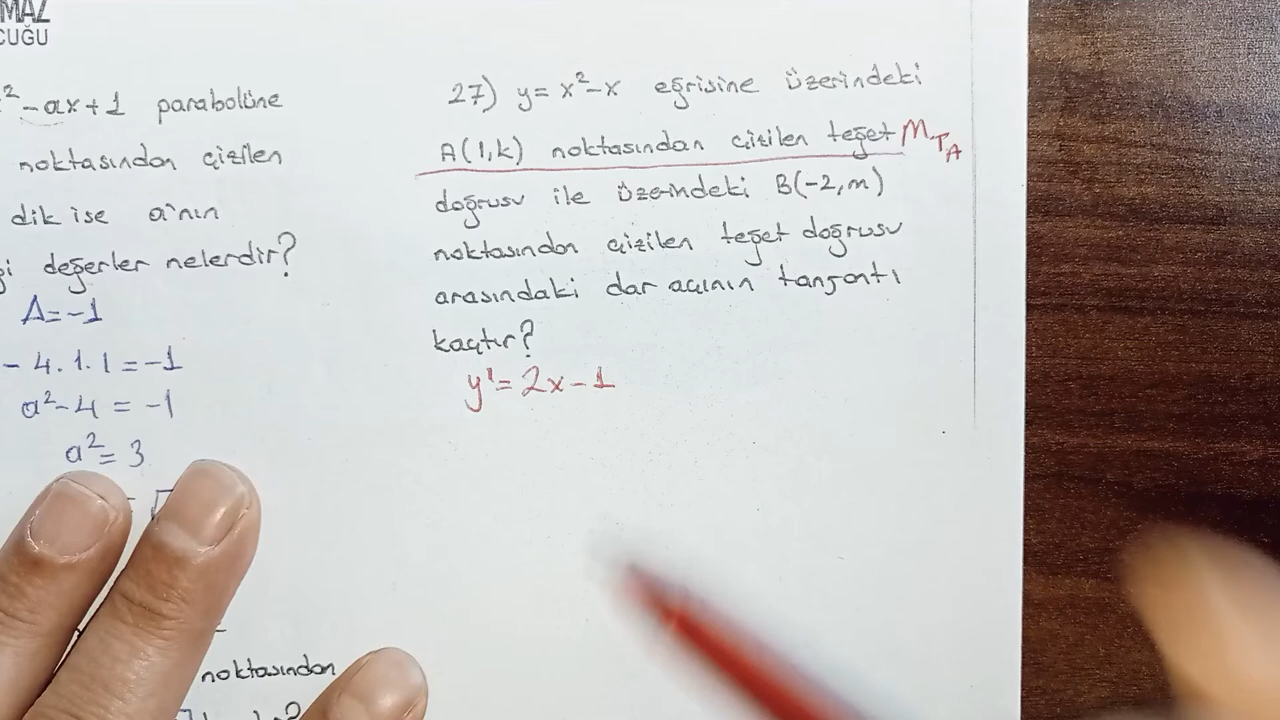 MAZ
CUĞU
² - ax + 1 parabolüne
noktasından çizilen
dik ise a'nın
değerler nelerdir?
A = -1
- 4.1.1 = -1
a² - 4 = -1
a² = 3
noktasından
27) y = x² - x eğrisine üzerindeki
A(1,k) noktasından çizilen teğet M_T_A
doğrusu ile üzerindeki B(-2,m)
noktasından çizilen teğet doğrusu
arasındaki dar açının tanjantı
kaçtır?
y' = 2x - 1